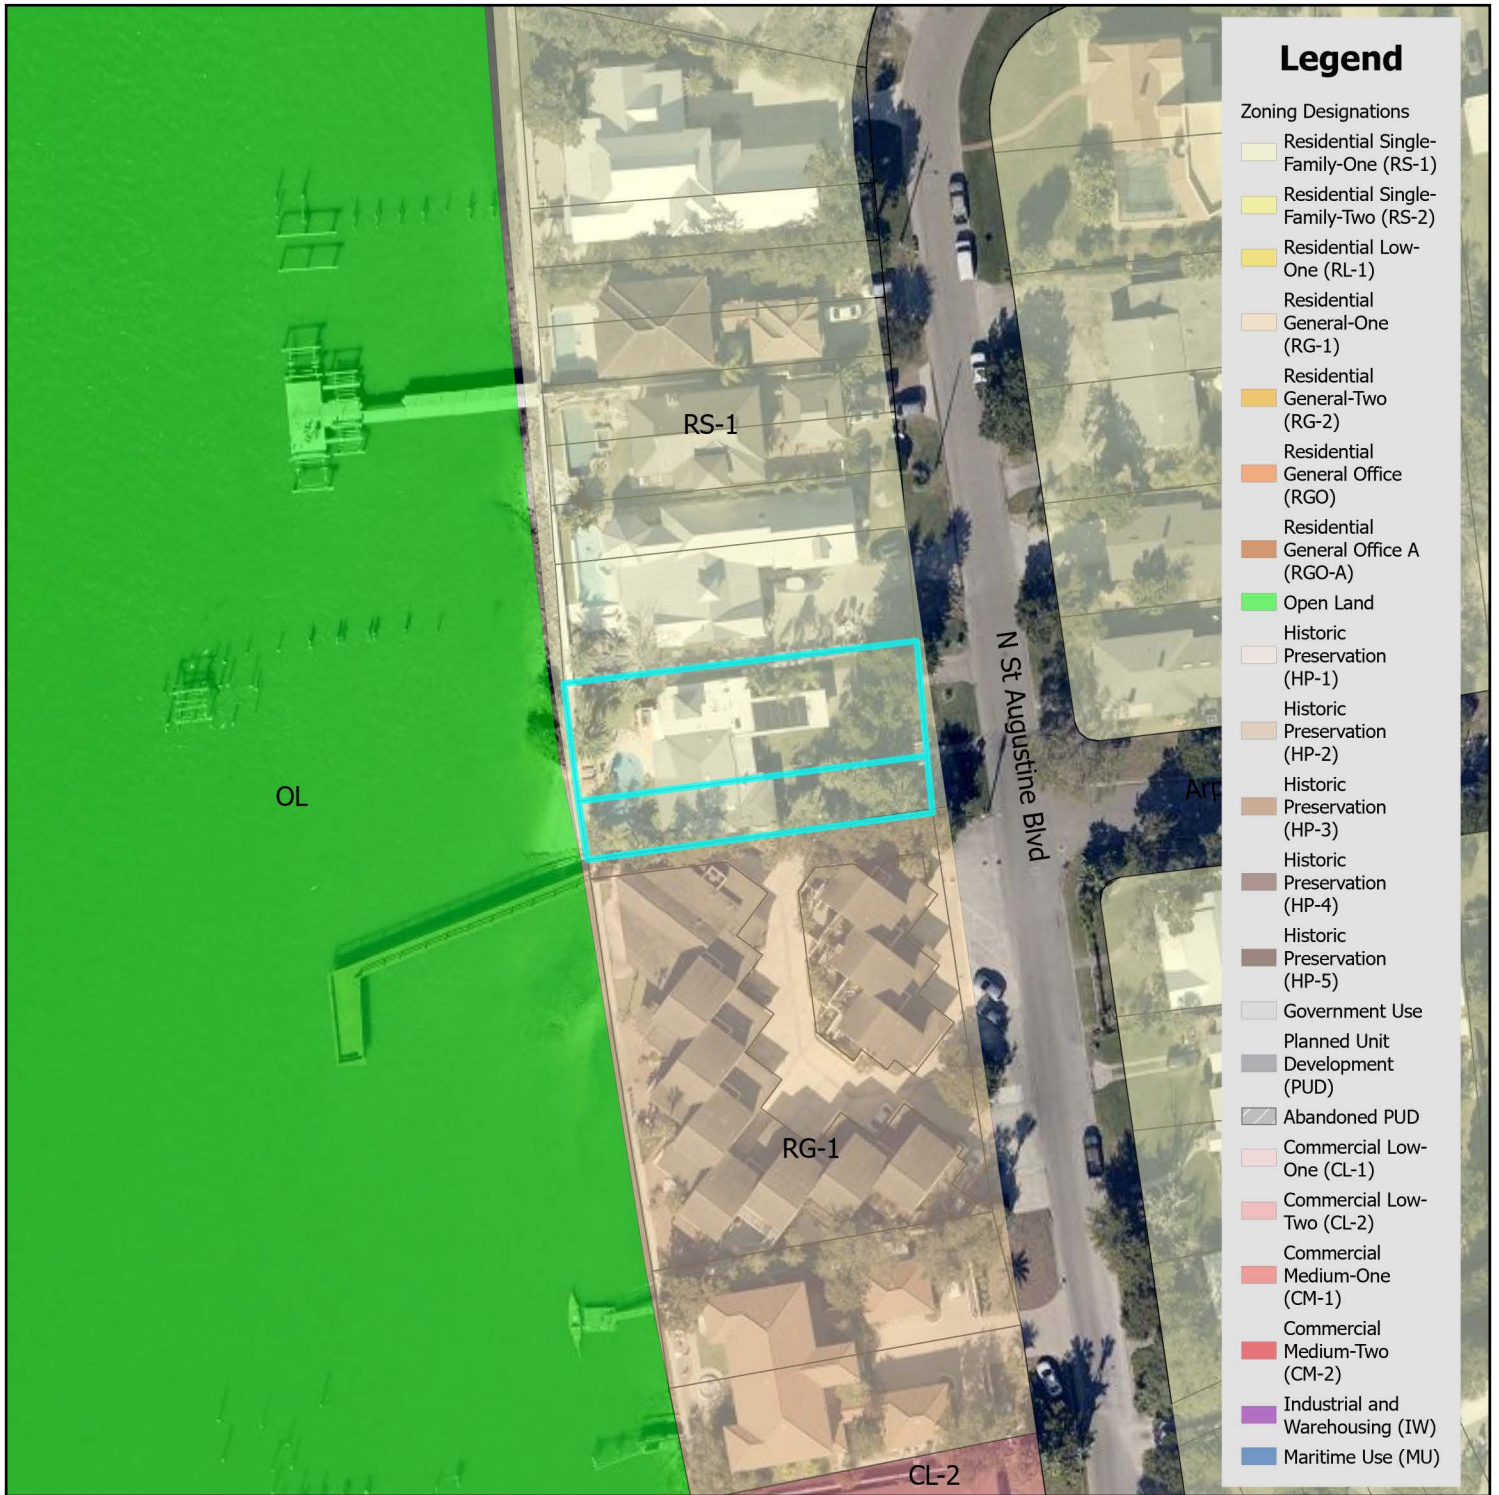 RS-1
OL
N St Augustine Blvd
RG-1
CL-2
Legend
Zoning Designations
Residential Single-
Family-One (RS-1)
Residential Single-
Family-Two (RS-2)
Residential Low-
One (RL-1)
Residential
General-One
(RG-1)
Residential
General-Two
(RG-2)
Residential
General Office
(RGO)
Residential
General Office A
(RGO-A)
Open Land
Historic
Preservation
(HP-1)
Historic
Preservation
(HP-2)
Historic
Preservation
(HP-3)
Historic
Preservation
(HP-4)
Historic
Preservation
(HP-5)
Government Use
Planned Unit
Development
(PUD)
Abandoned PUD
Commercial Low-
One (CL-1)
Commercial Low-
Two (CL-2)
Commercial
Medium-One
(CM-1)
Commercial
Medium-Two
(CM-2)
Industrial and
Warehousing (IW)
Maritime Use (MU)